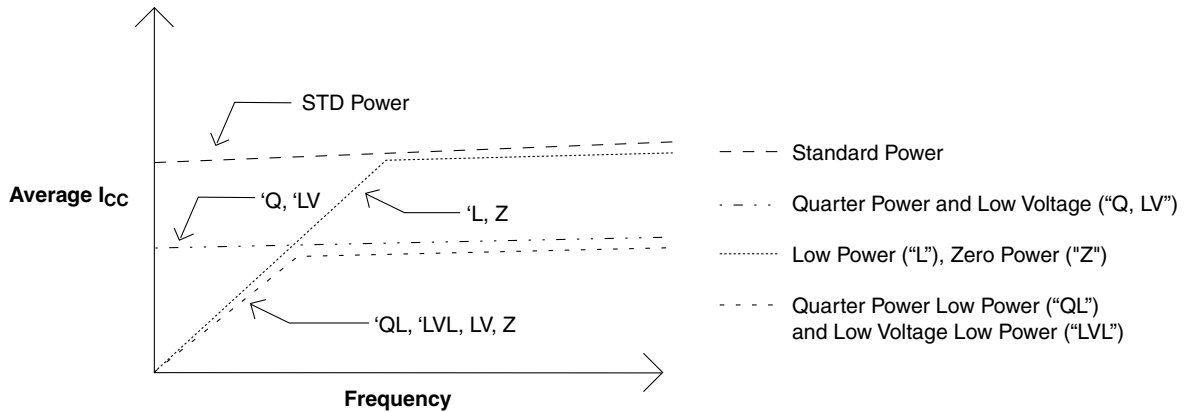 STD Power
Average ICC
‘Q, ‘LV
‘L, Z
‘QL, ‘LVL, LV, Z
Frequency
Standard Power
Quarter Power and Low Voltage (“Q, LV”)
Low Power (“L”), Zero Power ("Z")
Quarter Power Low Power (“QL”)
and Low Voltage Low Power (“LVL”)